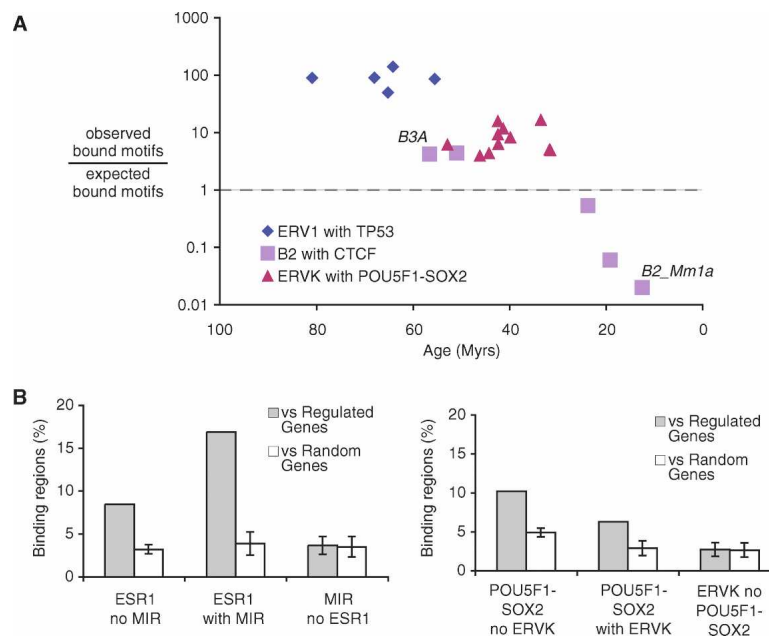 A
1000
100
10
1
0.1
0.01
observed
bound motifs
expected
bound motifs
B3A
B2_Mm1a
ERV1 with TP53
B2 with CTCF
ERVK with POU5F1-SOX2
100 80 60 40 20 0
Age (Myrs)
B
Binding regions (%)
20
15
10
5
0
vs Regulated
Genes
vs Random
Genes
ESR1
no MIR
ESR1
with MIR
MIR
no ESR1
Binding regions (%)
20
15
10
5
0
vs Regulated
Genes
vs Random
Genes
POU5F1-
SOX2
no ERVK
POU5F1-
SOX2
with ERVK
ERVK no
POU5F1-
SOX2